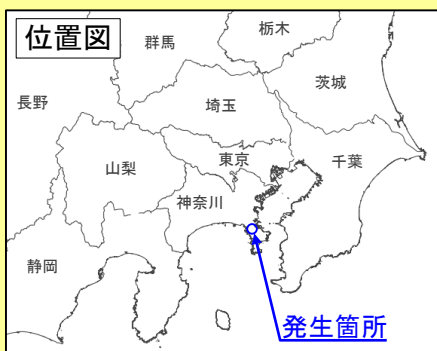 位置図
栃木
群馬
茨城
長野
埼玉
東京
千葉
山梨
神奈川
静岡
発生箇所